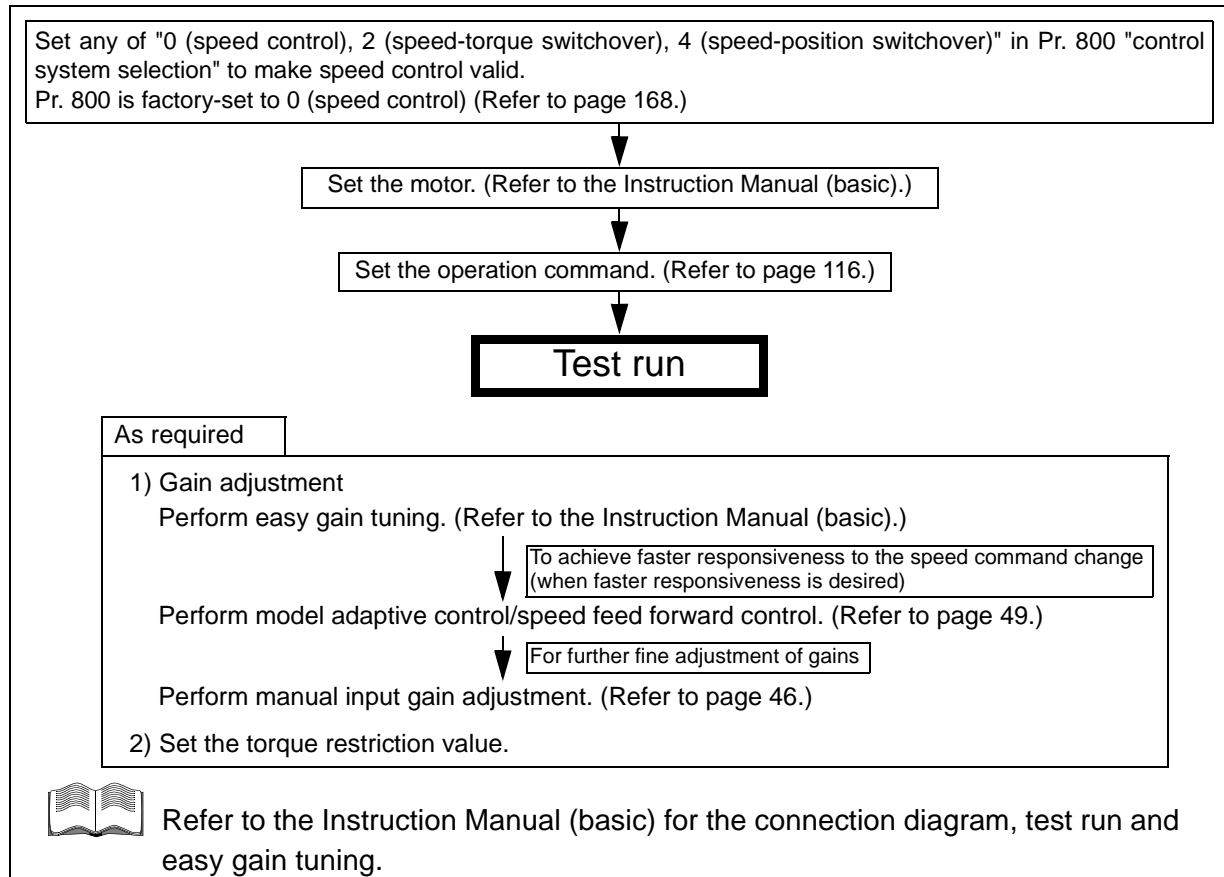 Set any of "0 (speed control), 2 (speed-torque switchover), 4 (speed-position switchover)" in Pr. 800 "control
system selection" to make speed control valid.
Pr. 800 is factory-set to 0 (speed control) (Refer to page 168.)
Set the motor. (Refer to the Instruction Manual (basic).)
Set the operation command. (Refer to page 116.)
Test run
As required
1) Gain adjustment
Perform easy gain tuning. (Refer to the Instruction Manual (basic).)
To achieve faster responsiveness to the speed command change
(when faster responsiveness is desired)
Perform model adaptive control/speed feed forward control. (Refer to page 49.)
For further fine adjustment of gains
Perform manual input gain adjustment. (Refer to page 46.)
2) Set the torque restriction value.
Refer to the Instruction Manual (basic) for the connection diagram, test run and
easy gain tuning.